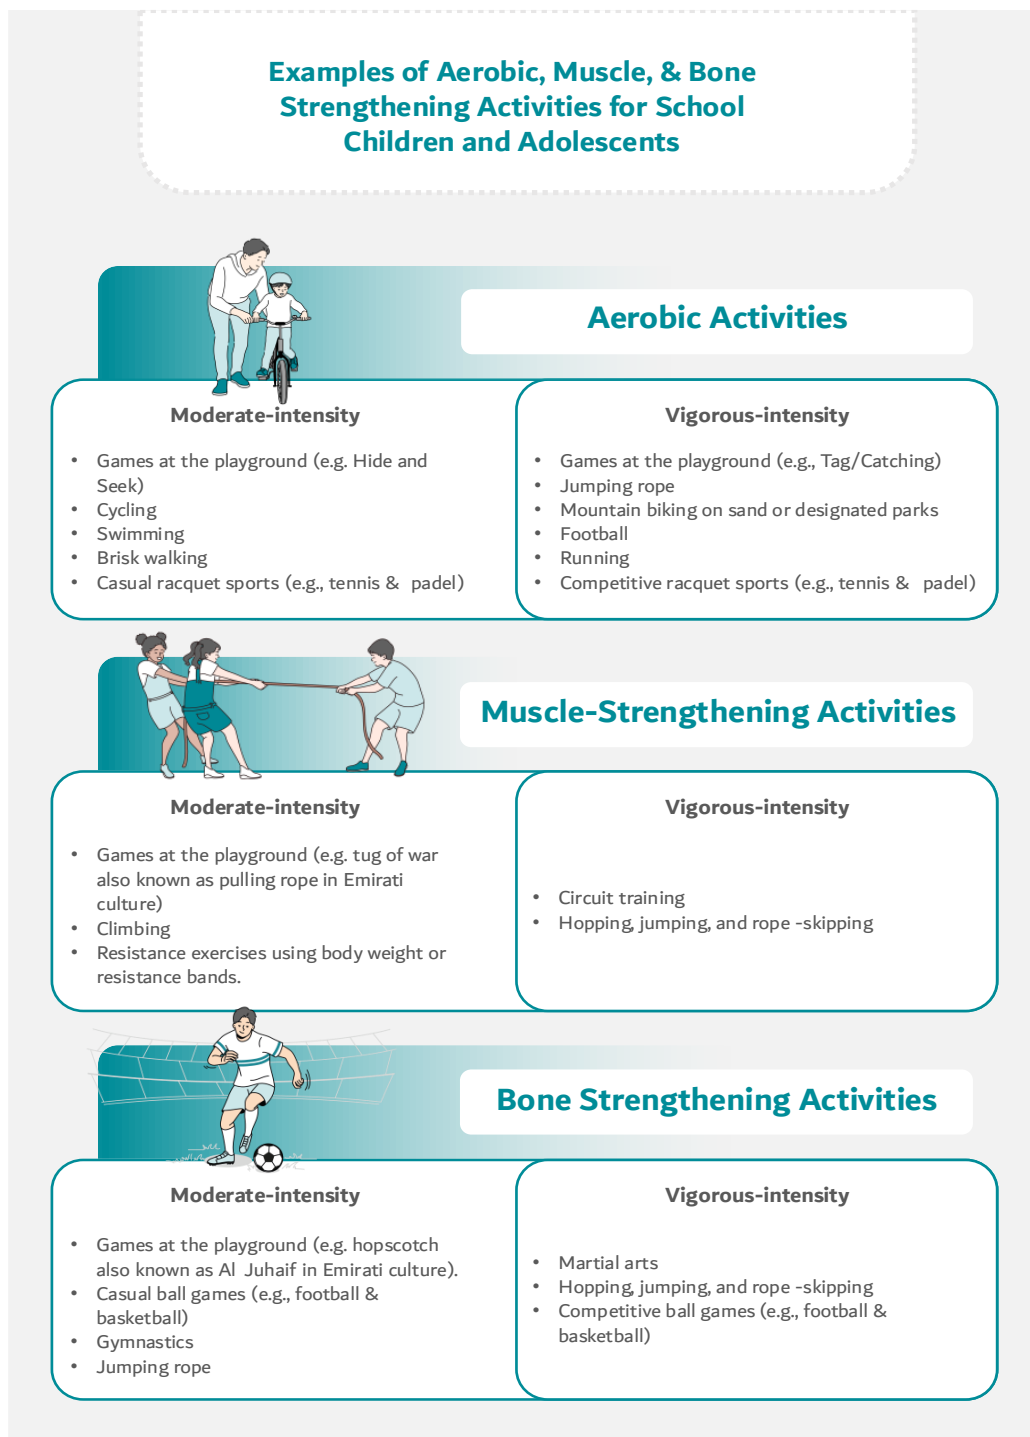 Examples of Aerobic, Muscle, & Bone
Strengthening Activities for School
Children and Adolescents
Aerobic Activities
Moderate-intensity
• Games at the playground (e.g. Hide and
Seek)
• Cycling
• Swimming
• Brisk walking
• Casual racquet sports (e.g., tennis & padel)
Vigorous-intensity
• Games at the playground (e.g., Tag/Catching)
• Jumping rope
• Mountain biking on sand or designated parks
• Football
• Running
• Competitive racquet sports (e.g., tennis & padel)
Muscle-Strengthening Activities
Moderate-intensity
• Games at the playground (e.g. tug of war
also known as pulling rope in Emirati
culture)
• Climbing
• Resistance exercises using body weight or
resistance bands.
Vigorous-intensity
• Circuit training
• Hopping, jumping, and rope -skipping
Bone Strengthening Activities
Moderate-intensity
• Games at the playground (e.g. hopscotch
also known as Al Juhaif in Emirati culture).
• Casual ball games (e.g., football &
basketball)
• Gymnastics
• Jumping rope
Vigorous-intensity
• Martial arts
• Hopping, jumping, and rope -skipping
• Competitive ball games (e.g., football &
basketball)